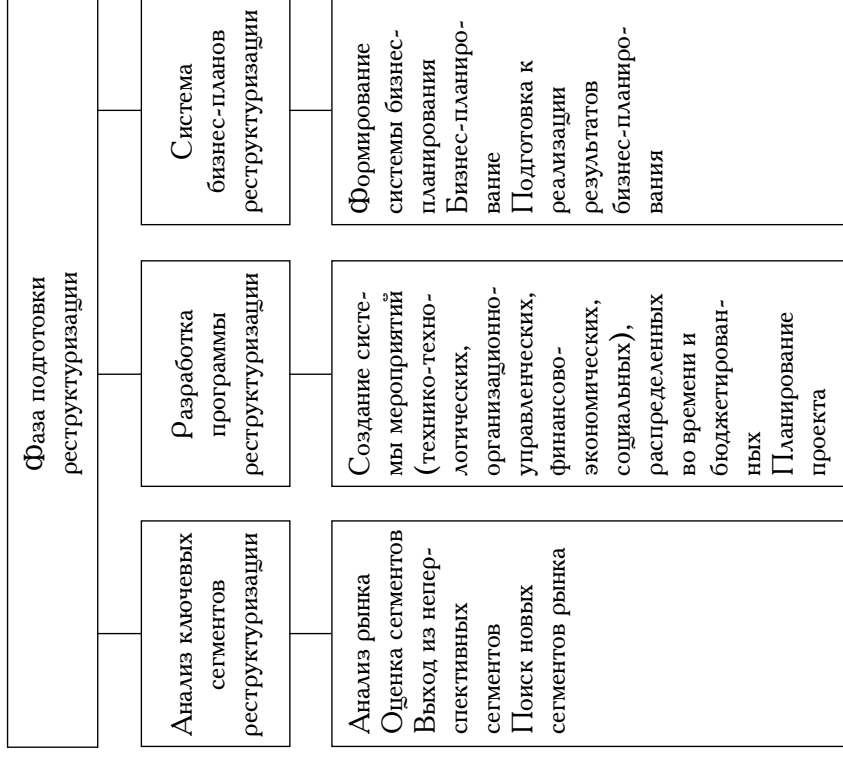 Фаза подготовки
реструктуризации
Анализ ключевых
сегментов
реструктуризации
Разработка
программы
реструктуризации
Система
бизнес-планов
реструктуризации
Анализ рынка
Оценка сегментов
Выход из непер-
спективных
сегментов
Поиск новых
сегментов рынка
Создание систе-
мы мероприятий
(технико-техно-
логических,
организационно-
управленческих,
финансово-
экономических,
социальных),
распределенных
во времени и
бюджетирован-
ных
Планирование
проекта
Формирование
системы бизнес-
планирования
Бизнес-планиро-
вание
Подготовка к
реализации
результатов
бизнес-планиро-
вания